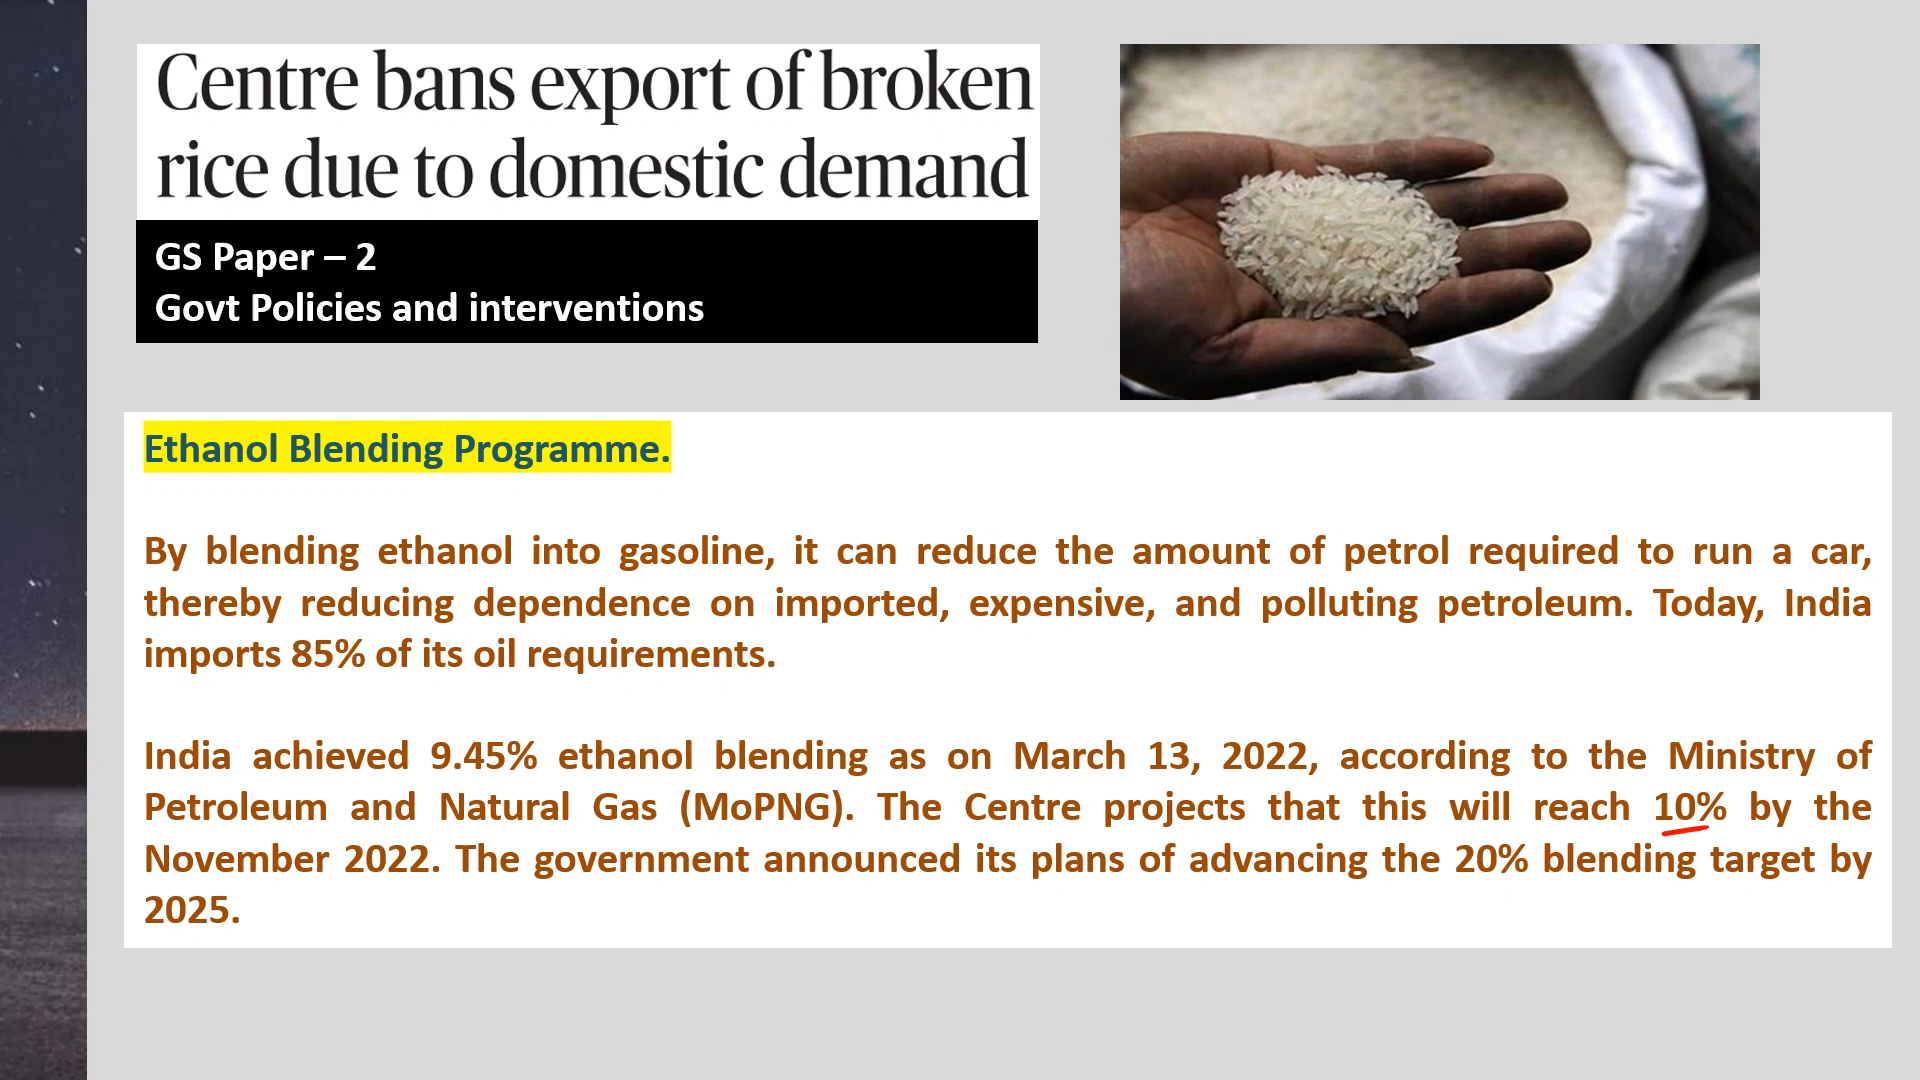 Centre bans export of broken
rice due to domestic demand
GS Paper – 2
Govt Policies and interventions
Ethanol Blending Programme.
By blending ethanol into gasoline, it can reduce the amount of petrol required to run a car,
thereby reducing dependence on imported, expensive, and polluting petroleum. Today, India
imports 85% of its oil requirements.
India achieved 9.45% ethanol blending as on March 13, 2022, according to the Ministry of
Petroleum and Natural Gas (MoPNG). The Centre projects that this will reach 10% by the
November 2022. The government announced its plans of advancing the 20% blending target by
2025.